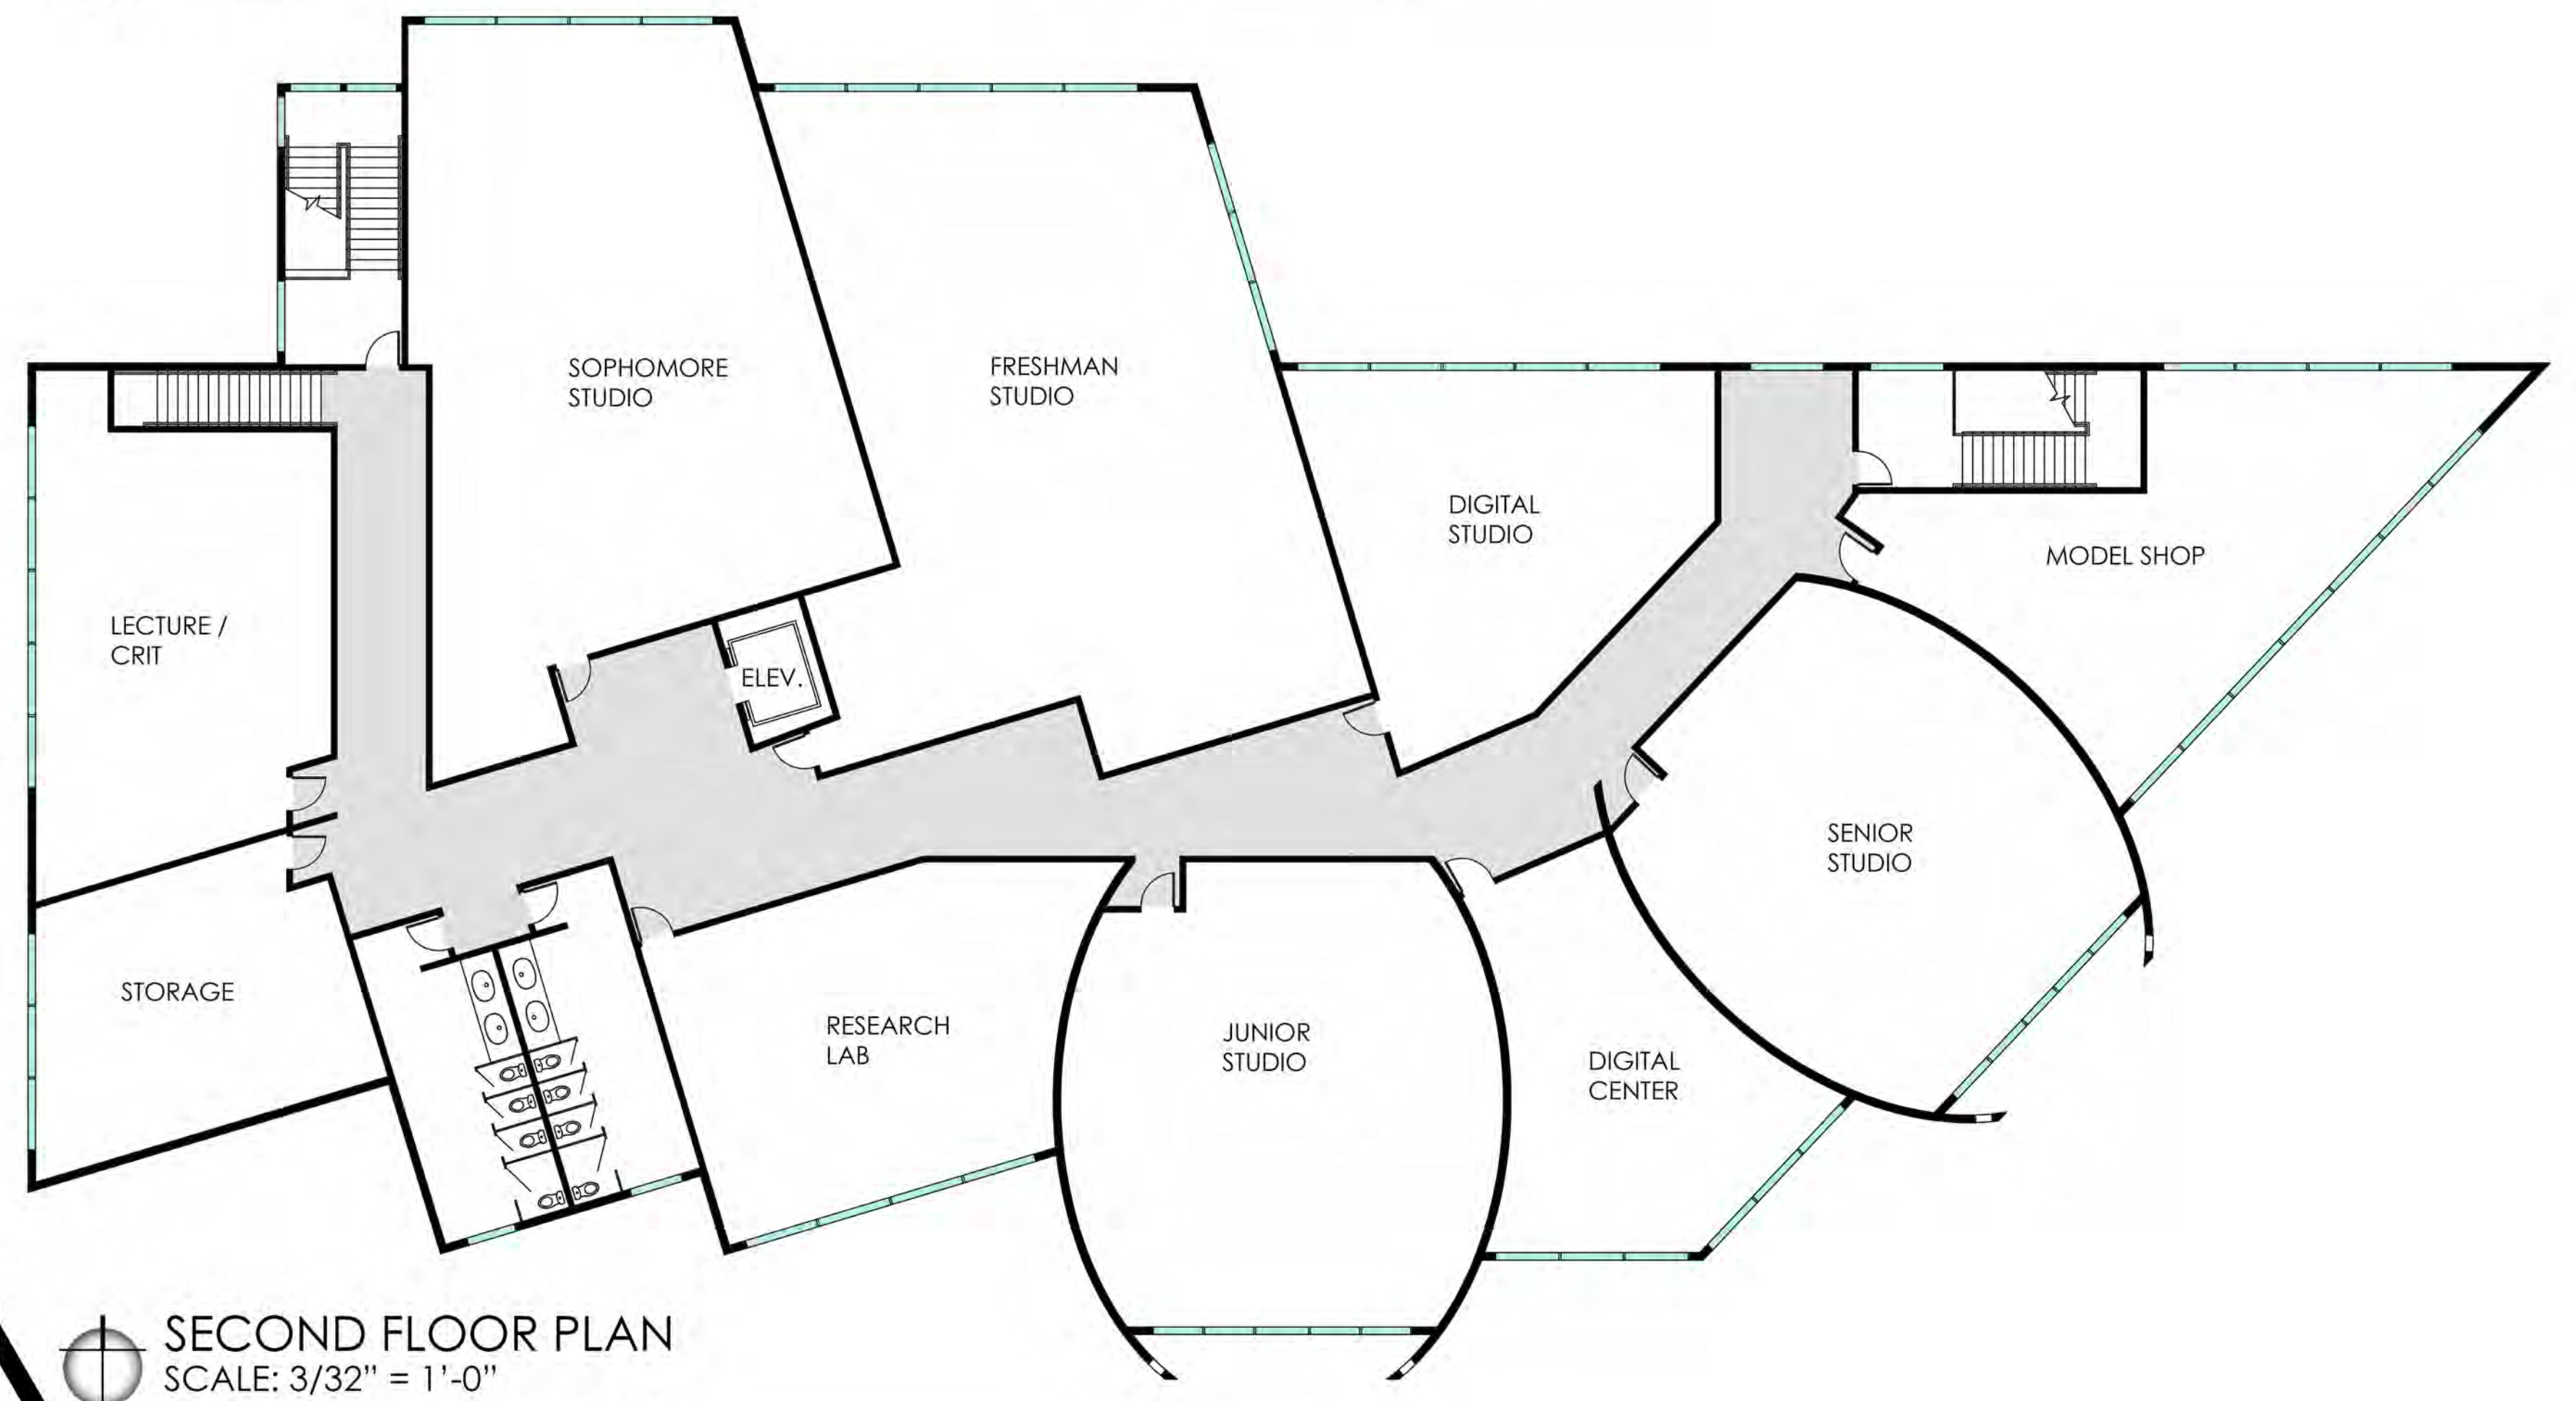 SOPHOMORE
STUDIO
FRESHMAN
STUDIO
DIGITAL
STUDIO
MODEL SHOP
LECTURE /
CRIT
ELEV.
SENIOR
STUDIO
STORAGE
RESEARCH
LAB
JUNIOR
STUDIO
DIGITAL
CENTER
SECOND FLOOR PLAN
SCALE: 3/32” = 1’-0”